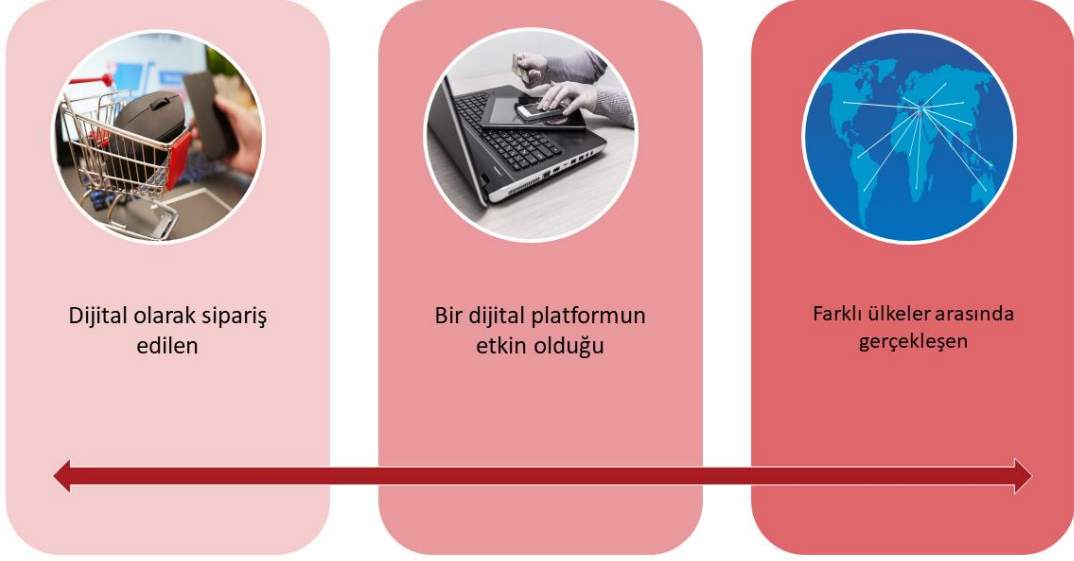 Dijital olarak sipariş
edilen
Bir dijital platformun
etkin olduğu
Farklı ülkeler arasında
gerçekleşen